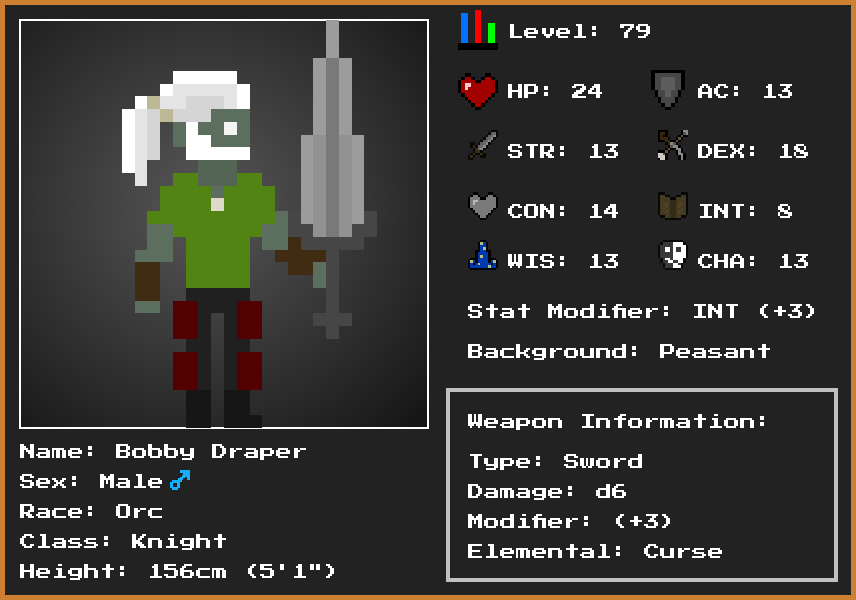 Level: 79
HP: 24
AC: 13
STR: 13
DEX: 18
CON: 14
INT: 8
WIS: 13
CHA: 13
Stat Modifier: INT (+3)
Background: Peasant
Weapon Information:
Type: Sword
Damage: d6
Modifier: (+3)
Elemental: Curse
Name: Bobby Draper
Sex: Male♂
Race: Orc
Class: Knight
Height: 156cm (5'1")